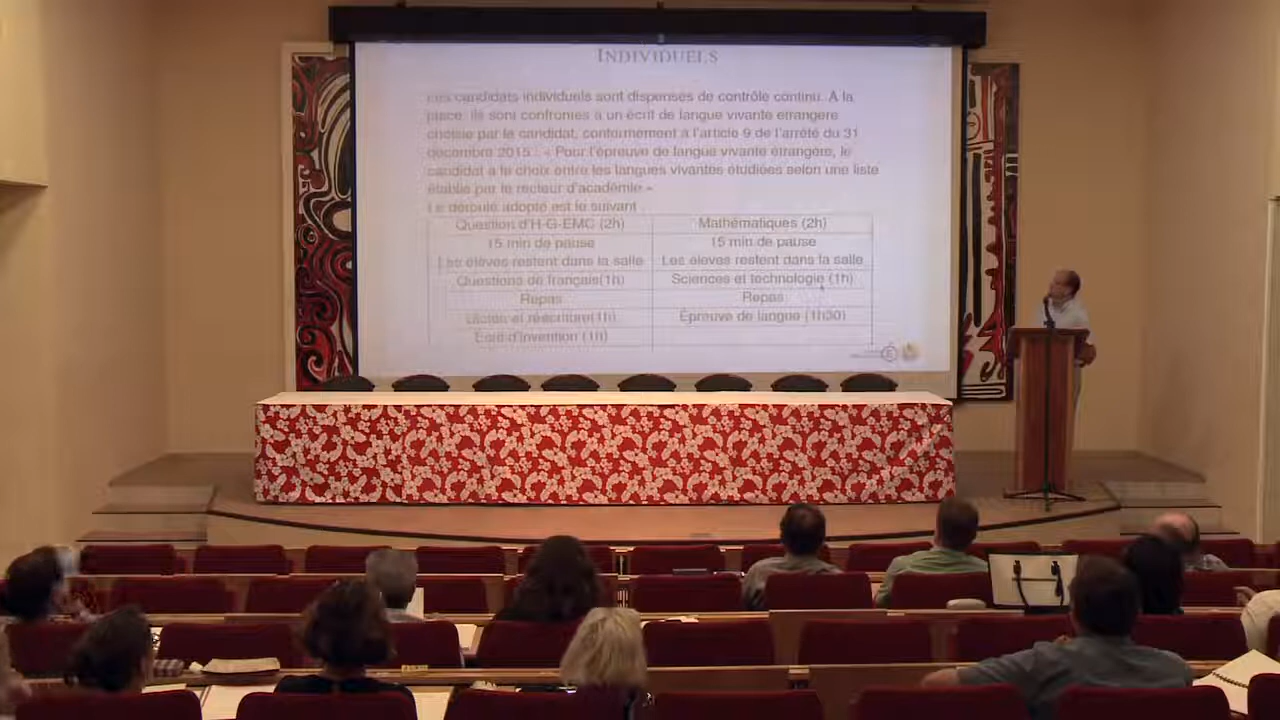 INDIVIDUELS
Les candidats individuels sont dispensés de contrôle continu. A la
place, ils sont confrontés à un écrit de langue vivante étrangère
choisie par le candidat, conformément à l'article 9 de l'arrêté du 31
décembre 2015 : « Pour l'épreuve de langue vivante étrangère, le
candidat a le choix entre les langues vivantes étudiées selon une liste
établie par le recteur d'académie »
Le déroulé adopté est le suivant
Question d'H-G-EMC (2h) Mathématiques (2h)
15 min de pause 15 min de pause
Les élèves restent dans la salle Les élèves restent dans la salle
Questions de français(1h) Sciences et technologie (1h)
Repas Repas
Dictée et réécriture(1h) Épreuve de langue (1h30)
Écrit d'invention (1h)